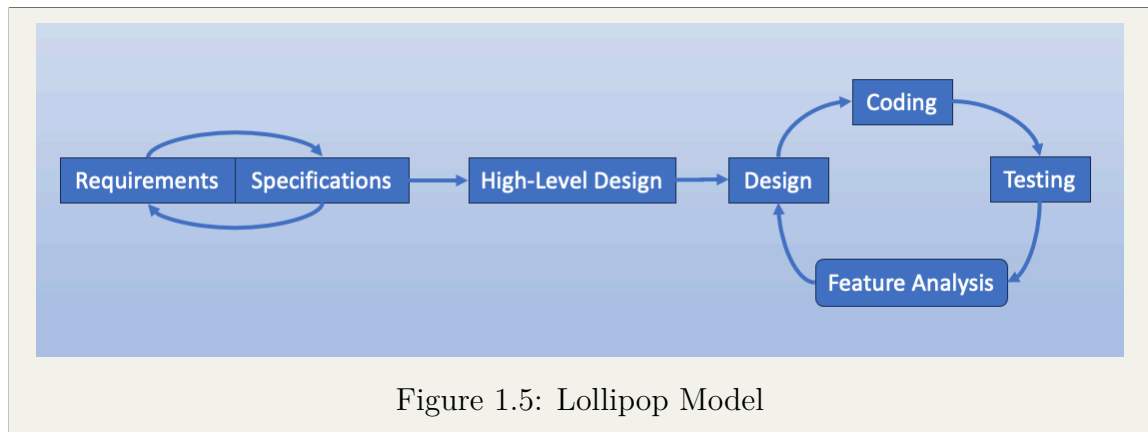 Coding
Requirements Specifications High-Level Design Design Testing
Feature Analysis
Figure 1.5: Lollipop Model